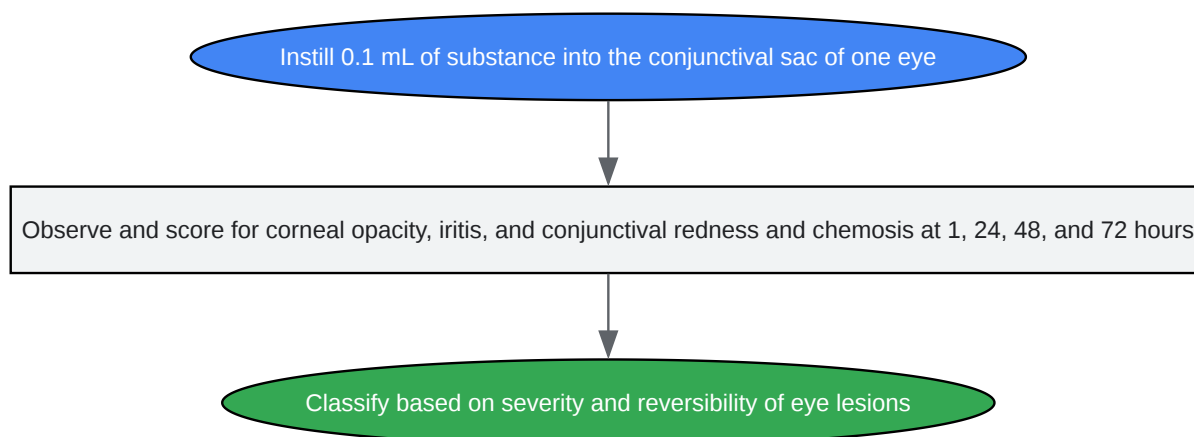 Instill 0.1 mL of substance into the conjunctival sac of one eye
Observe and score for corneal opacity, iritis, and conjunctival redness and chemosis at 1, 24, 48, and 72 hours
Classify based on severity and reversibility of eye lesions